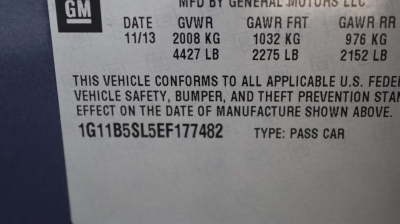 MFD BY GENERAL MOTORS LLC
GM
DATE GVWR GAWR FRT GAWR RR
11/13 2008 KG 1032 KG 976 KG
4427 LB 2275 LB 2152 LB
THIS VEHICLE CONFORMS TO ALL APPLICABLE U.S. FEDE
VEHICLE SAFETY, BUMPER, AND THEFT PREVENTION STAN
EFFECT ON THE DATE OF MANUFACTURE SHOWN ABOVE.
1G11B5SL5EF177482 TYPE: PASS CAR